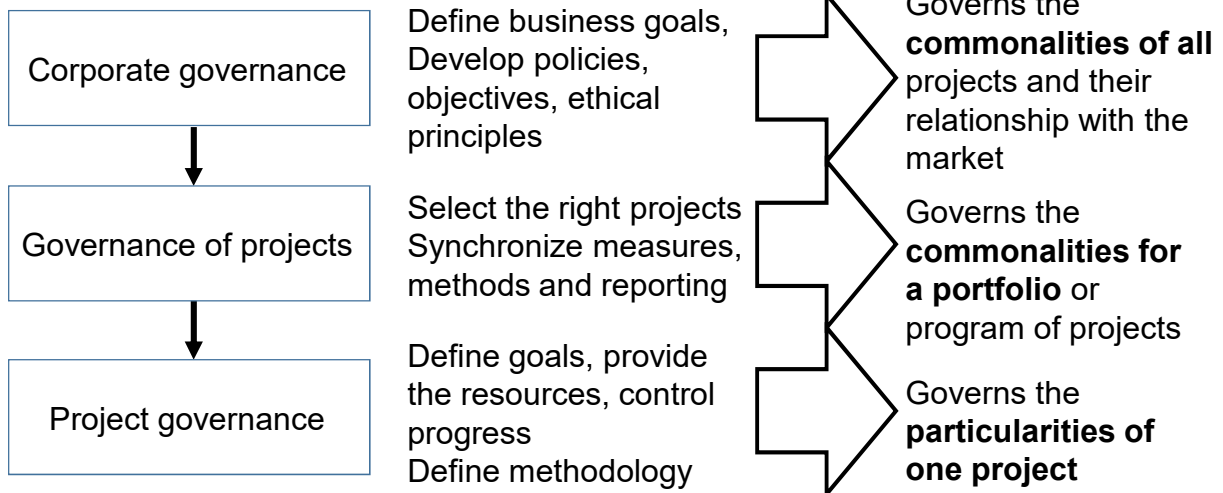 Corporate governance
Define business goals,
Develop policies,
objectives, ethical
principles
Governs the
commonalities of all
projects and their
relationship with the
market
Governance of projects
Select the right projects
Synchronize measures,
methods and reporting
Governs the
commonalities for
a portfolio or
program of projects
Project governance
Define goals, provide
the resources, control
progress
Define methodology
Governs the
particularities of
one project